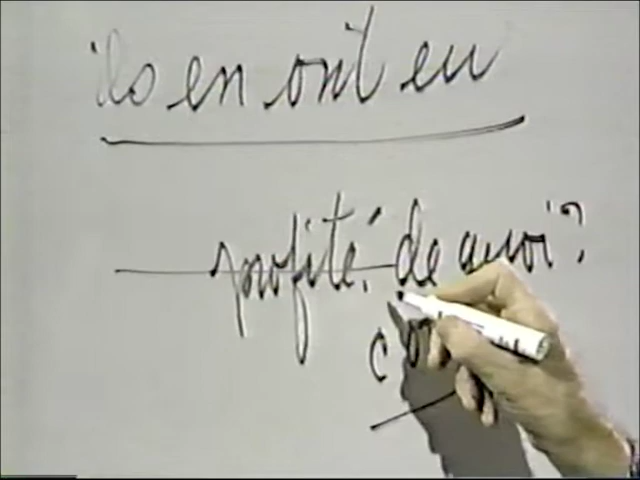 ils en ont eu
profité. de quoi?